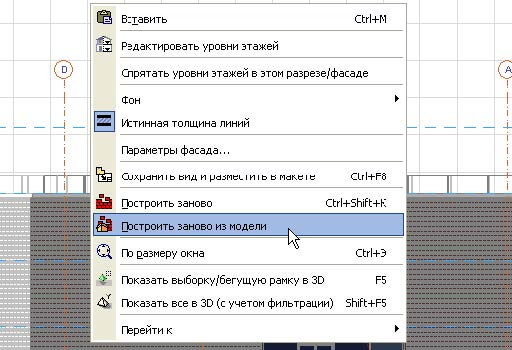 Вставить Ctrl+М
Редактировать уровни этажей
Спрятать уровни этажей в этом разрезе/фасаде
Фон
Истинная толщина линий
Параметры фасада...
Сохранить вид и разместить в макете Ctrl+F8
Построить заново Ctrl+Shift+К
Построить заново из модели
По размеру окна Ctrl+Э
Показать выборку/бегущую рамку в 3D F5
Показать все в 3D (с учетом фильтрации) Shift+F5
Перейти к
D
A